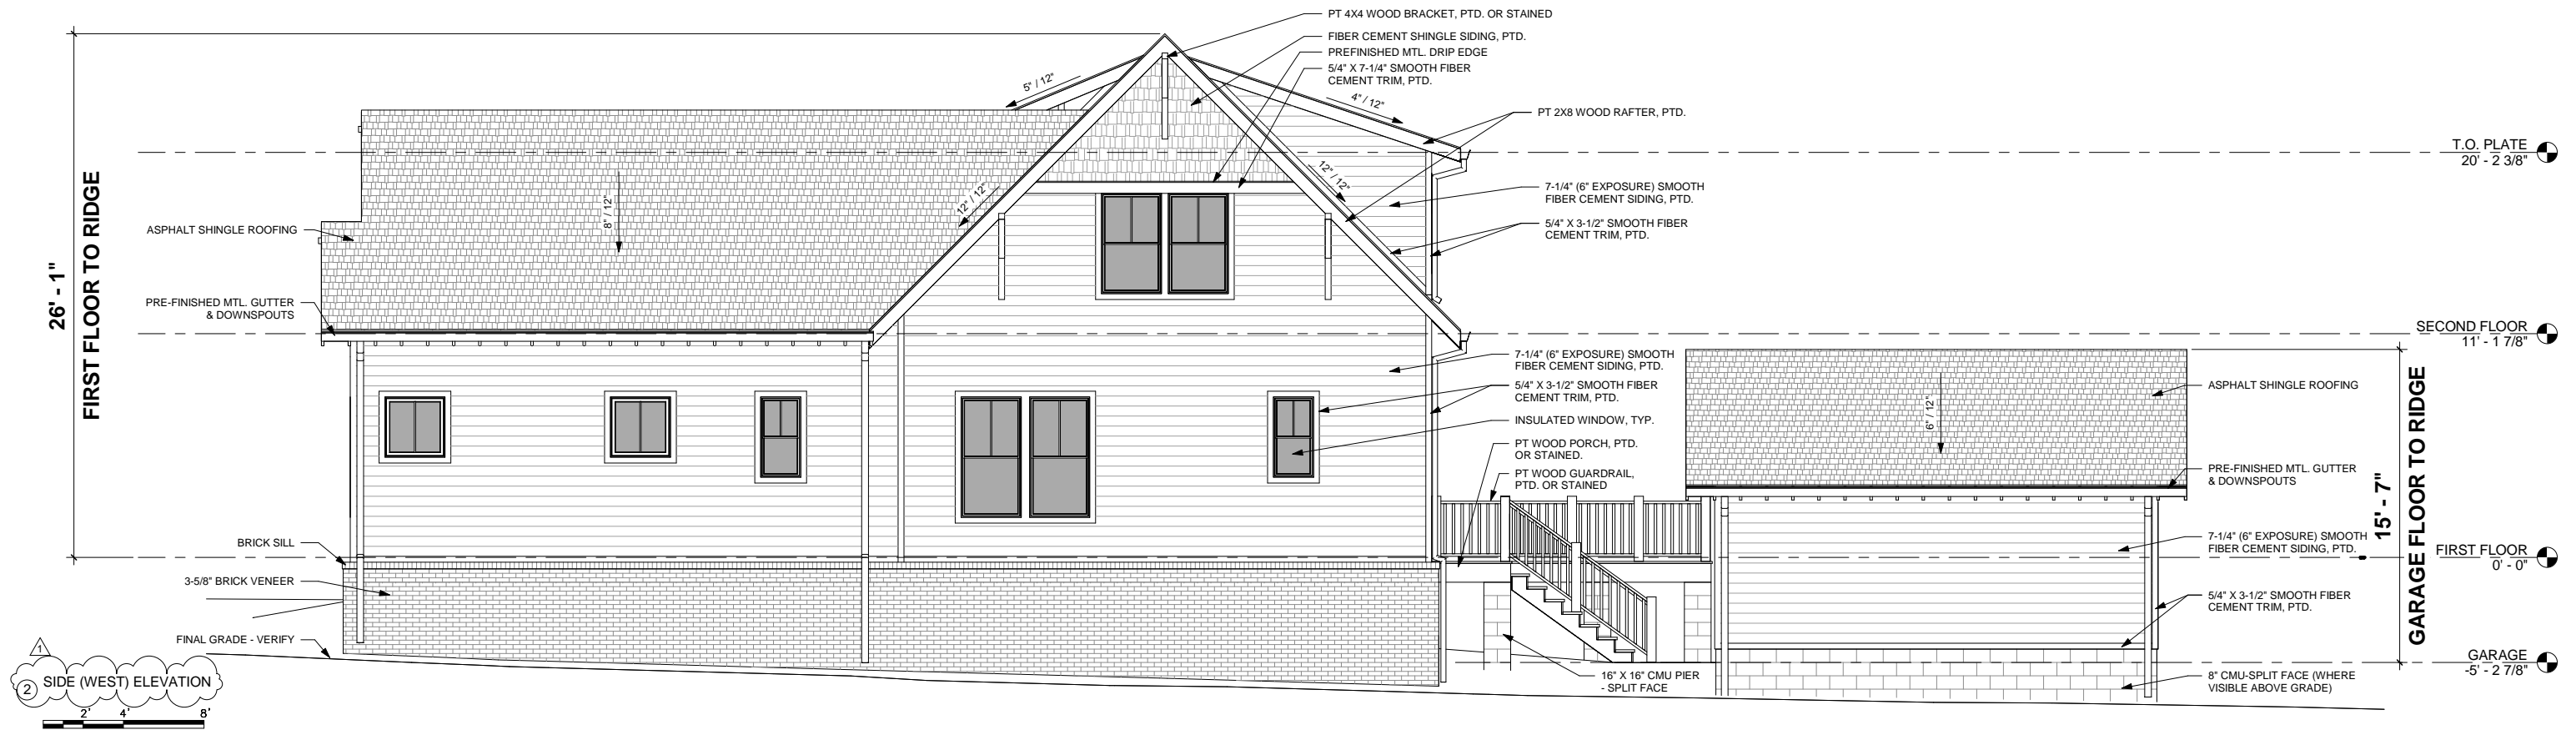 PT 4X4 WOOD BRACKET, PTD. OR STAINED
FIBER CEMENT SHINGLE SIDING, PTD.
PREFINISHED MTL. DRIP EDGE
5/4" X 7-1/4" SMOOTH FIBER
CEMENT TRIM, PTD.
5" / 12"
4" / 12"
PT 2X8 WOOD RAFTER, PTD.
T.O. PLATE
20' - 2 3/8"
12" / 12"
12" / 12"
8" / 12"
7-1/4" (6" EXPOSURE) SMOOTH
FIBER CEMENT SIDING, PTD.
5/4" X 3-1/2" SMOOTH FIBER
CEMENT TRIM, PTD.
ASPHALT SHINGLE ROOFING
26' - 1"
FIRST FLOOR TO RIDGE
PRE-FINISHED MTL. GUTTER
& DOWNSPOUTS
SECOND FLOOR
11' - 1 7/8"
7-1/4" (6" EXPOSURE) SMOOTH
FIBER CEMENT SIDING, PTD.
5/4" X 3-1/2" SMOOTH FIBER
CEMENT TRIM, PTD.
INSULATED WINDOW, TYP.
PT WOOD PORCH, PTD.
OR STAINED.
PT WOOD GUARDRAIL,
PTD. OR STAINED
6" / 12"
ASPHALT SHINGLE ROOFING
PRE-FINISHED MTL. GUTTER
& DOWNSPOUTS
15' - 7"
GARAGE FLOOR TO RIDGE
BRICK SILL
7-1/4" (6" EXPOSURE) SMOOTH
FIBER CEMENT SIDING, PTD.
FIRST FLOOR
0' - 0"
3-5/8" BRICK VENEER
5/4" X 3-1/2" SMOOTH FIBER
CEMENT TRIM, PTD.
FINAL GRADE - VERIFY
GARAGE
-5' - 2 7/8"
16" X 16" CMU PIER
- SPLIT FACE
8" CMU-SPLIT FACE (WHERE
VISIBLE ABOVE GRADE)
1
2 SIDE (WEST) ELEVATION
2' 4' 8'